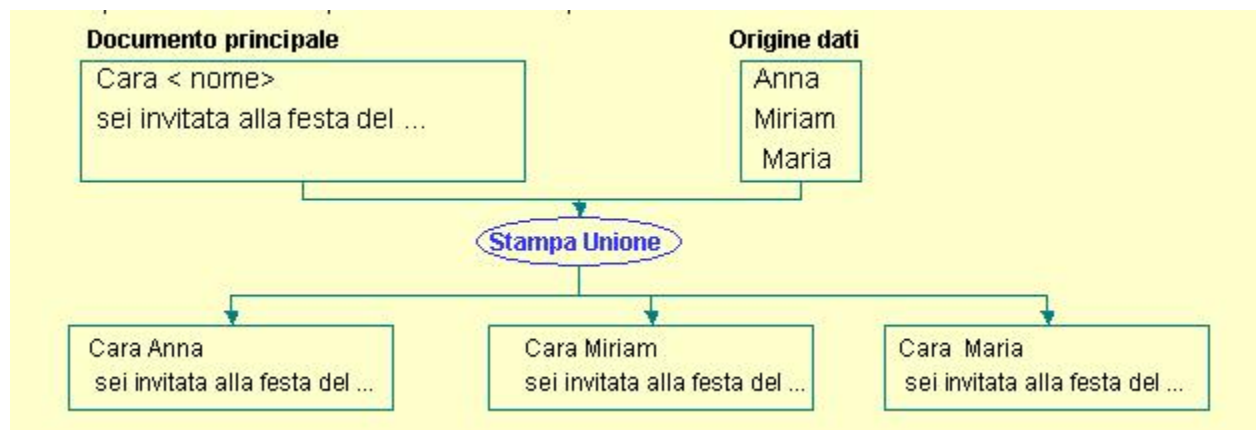 Documento principale
Origine dati
Cara < nome>
sei invitata alla festa del ...
Anna
Miriam
Maria
Stampa Unione
Cara Anna
sei invitata alla festa del ...
Cara Miriam
sei invitata alla festa del ...
Cara Maria
sei invitata alla festa del ...